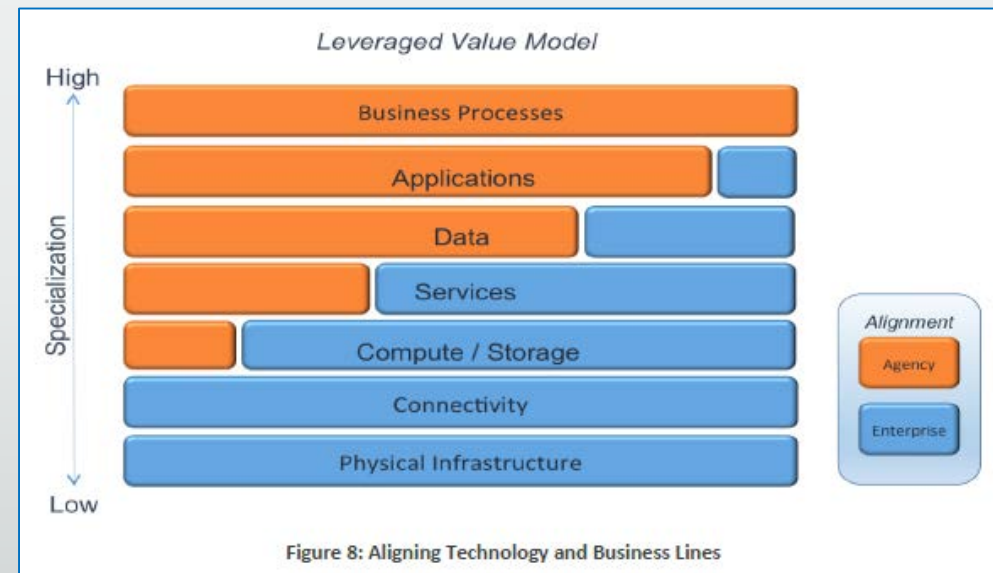 Leveraged Value Model
High
Business Processes
Applications
Data
Specialization
Services
Compute / Storage
Connectivity
Physical Infrastructure
Low
Alignment
Agency
Enterprise
Figure 8: Aligning Technology and Business Lines